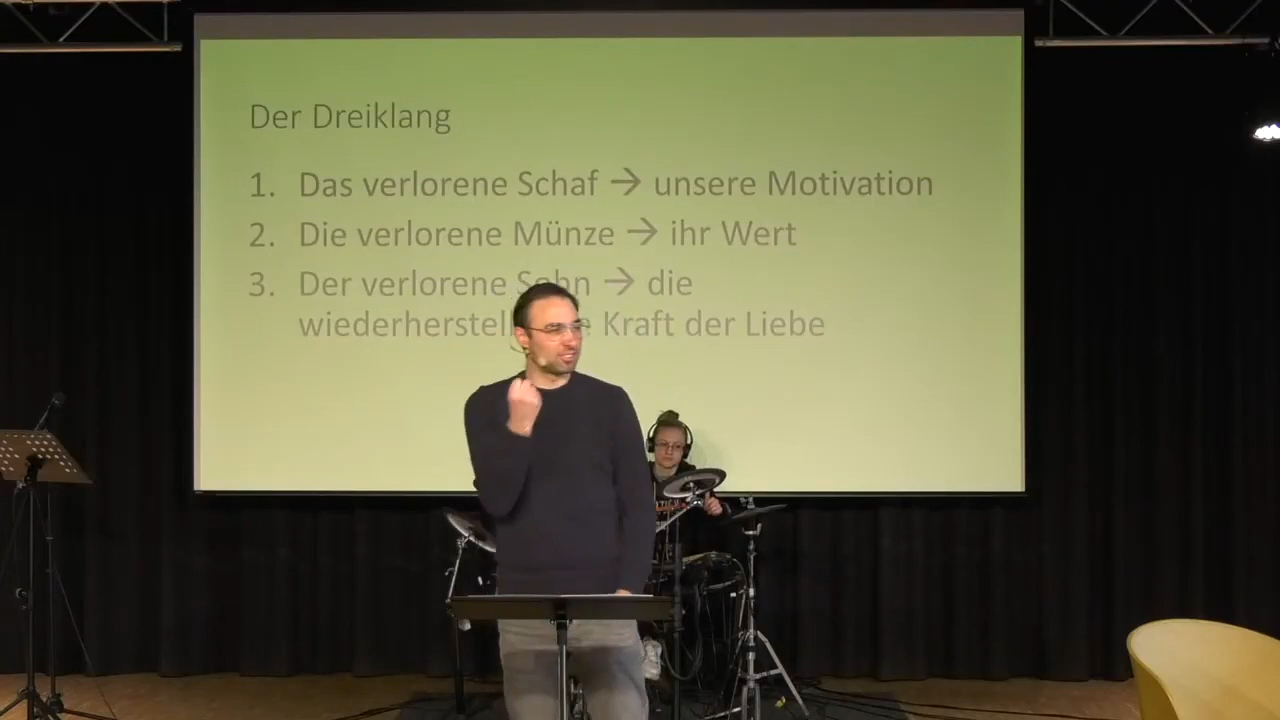 Der Dreiklang
1. Das verlorene Schaf → unsere Motivation
2. Die verlorene Münze → ihr Wert
3. Der verlorene Sohn → die
Kraft der Liebe